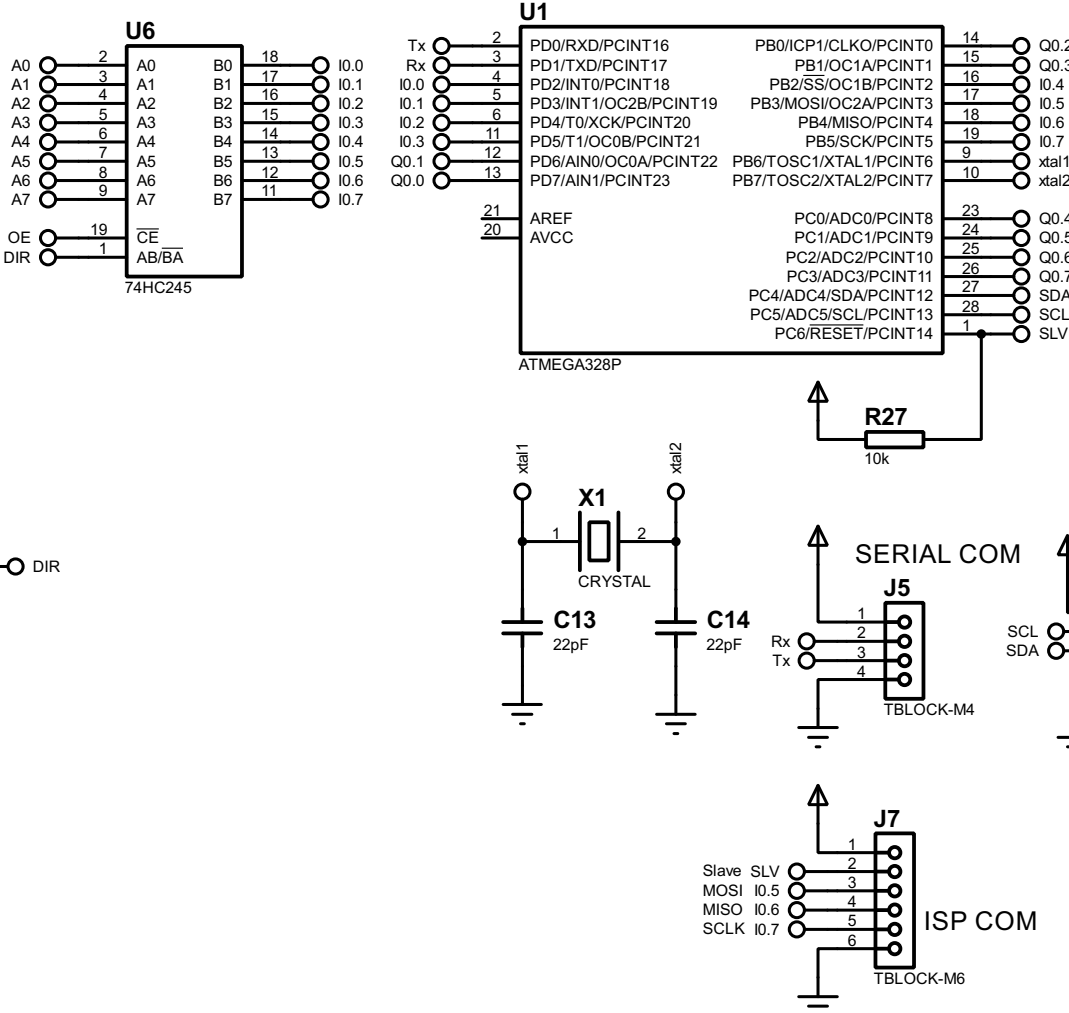 U6
A0 2 A0 B0 18 I0.0
A1 3 A1 B1 17 I0.1
A2 4 A2 B2 16 I0.2
A3 5 A3 B3 15 I0.3
A4 6 A4 B4 14 I0.4
A5 7 A5 B5 13 I0.5
A6 8 A6 B6 12 I0.6
A7 9 A7 B7 11 I0.7
OE 19 CE
DIR 1 AB/BA
74HC245
U1
Tx 2 PD0/RXD/PCINT16 PB0/ICP1/CLKO/PCINT0 14 Q0.2
Rx 3 PD1/TXD/PCINT17 PB1/OC1A/PCINT1 15 Q0.3
I0.0 4 PD2/INT0/PCINT18 PB2/SS/OC1B/PCINT2 16 I0.4
I0.1 5 PD3/INT1/OC2B/PCINT19 PB3/MOSI/OC2A/PCINT3 17 I0.5
I0.2 6 PD4/T0/XCK/PCINT20 PB4/MISO/PCINT4 18 I0.6
I0.3 11 PD5/T1/OC0B/PCINT21 PB5/SCK/PCINT5 19 I0.7
Q0.1 12 PD6/AIN0/OC0A/PCINT22 PB6/TOSC1/XTAL1/PCINT6 9 xtal1
Q0.0 13 PD7/AIN1/PCINT23 PB7/TOSC2/XTAL2/PCINT7 10 xtal2
21 AREF PC0/ADC0/PCINT8 23 Q0.4
20 AVCC PC1/ADC1/PCINT9 24 Q0.5
PC2/ADC2/PCINT10 25 Q0.6
PC3/ADC3/PCINT11 26 Q0.7
PC4/ADC4/SDA/PCINT12 27 SDA
PC5/ADC5/SCL/PCINT13 28 SCL
PC6/RESET/PCINT14 1 SLV
ATMEGA328P
R27
10k
xtal1
xtal2
X1
1 2
CRYSTAL
C13
22pF
C14
22pF
DIR
SERIAL COM
J5
1
Rx 2
Tx 3
4
TBLOCK-M4
SCL
SDA
J7
1
Slave SLV 2
MOSI I0.5 3
MISO I0.6 4
SCLK I0.7 5
6
ISP COM
TBLOCK-M6